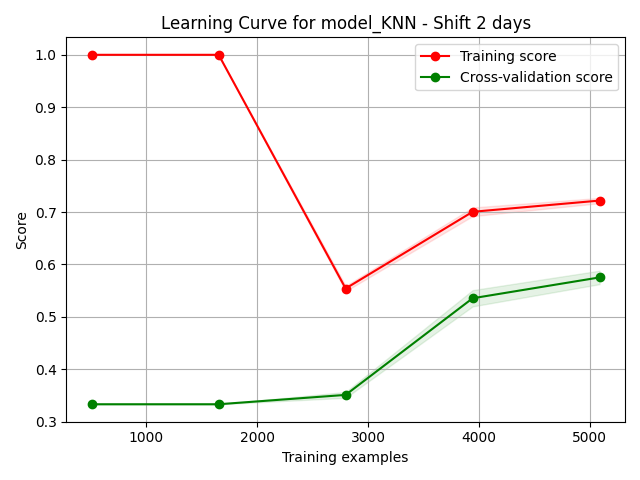 Learning Curve for model_KNN - Shift 2 days
Training score
Cross-validation score
Score
1.0
0.9
0.8
0.7
0.6
0.5
0.4
0.3
1000 2000 3000 4000 5000
Training examples